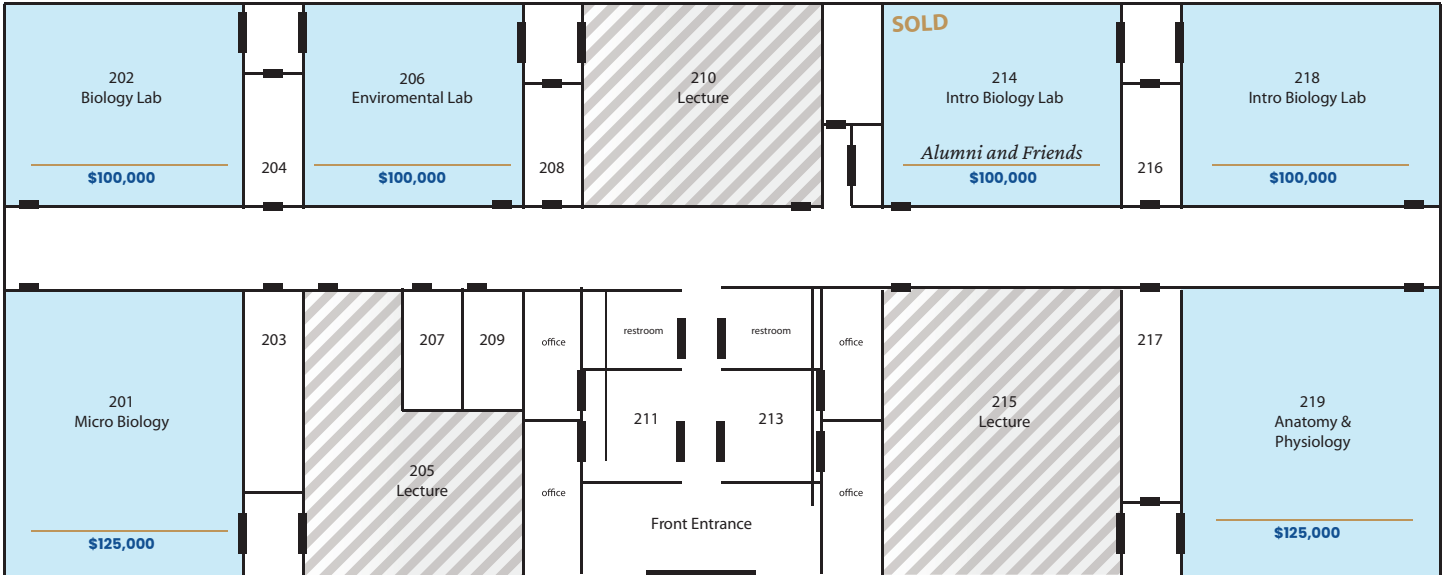 SOLD
202
Biology Lab
$100,000
204
206
Enviromental Lab
$100,000
208
210
Lecture
214
Intro Biology Lab
Alumni and Friends
$100,000
216
218
Intro Biology Lab
$100,000
201
Micro Biology
$125,000
203
205
Lecture
207
209
office
office
restroom
restroom
211
213
Front Entrance
office
office
215
Lecture
217
219
Anatomy &
Physiology
$125,000